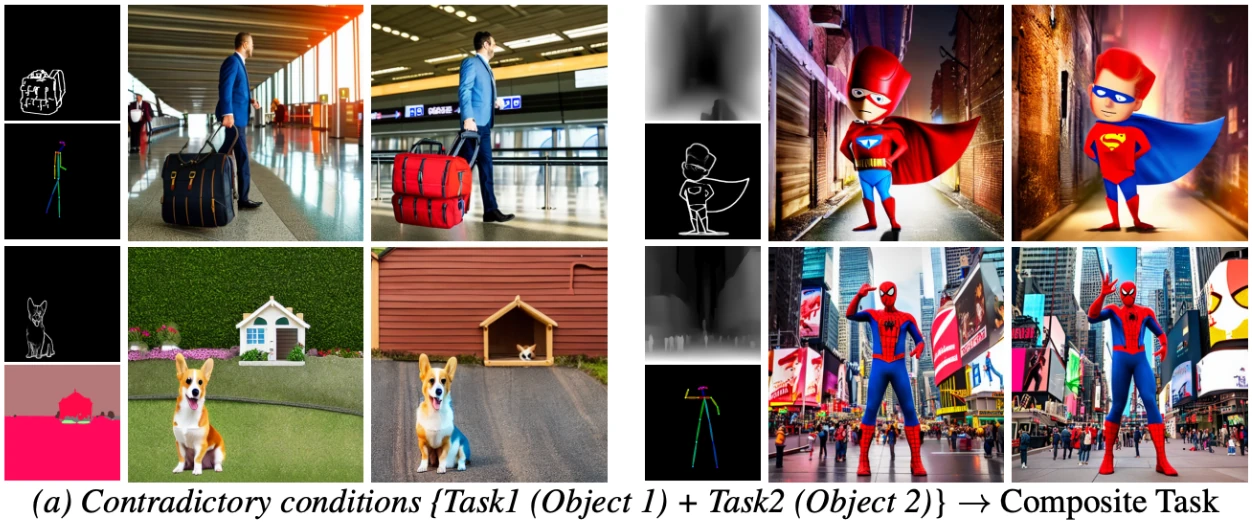 (a) Contradictory conditions {Task1 (Object 1) + Task2 (Object 2)} → Composite Task